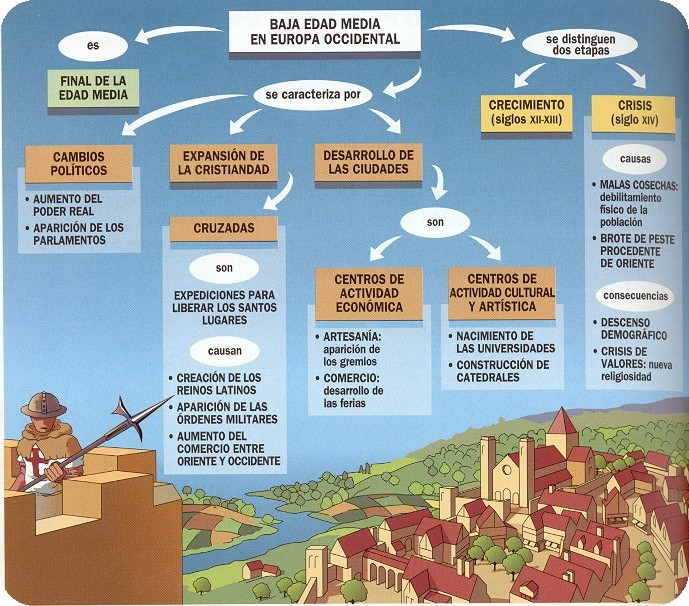 BAJA EDAD MEDIA
EN EUROPA OCCIDENTAL
es
FINAL DE LA
EDAD MEDIA
se caracteriza por
se distinguen
dos etapas
CRECIMIENTO
(siglos XII-XIII)
CRISIS
(siglo XIV)
CAMBIOS
POLÍTICOS
• AUMENTO DEL
PODER REAL
• APARICIÓN DE LOS
PARLAMENTOS
EXPANSIÓN DE
LA CRISTIANDAD
CRUZADAS
son
EXPEDICIONES PARA
LIBERAR LOS SANTOS
LUGARES
causan
• CREACIÓN DE LOS
REINOS LATINOS
• APARICIÓN DE LAS
ÓRDENES MILITARES
• AUMENTO DEL
COMERCIO ENTRE
ORIENTE Y OCCIDENTE
DESARROLLO DE
LAS CIUDADES
son
CENTROS DE
ACTIVIDAD
ECONÓMICA
• ARTESANÍA:
aparición de
los gremios
• COMERCIO:
desarrollo de
las ferias
CENTROS DE
ACTIVIDAD CULTURAL
Y ARTÍSTICA
• NACIMIENTO DE
LAS UNIVERSIDADES
• CONSTRUCCIÓN DE
CATEDRALES
causas
• MALAS COSECHAS:
debilitamiento
físico de la
población
• BROTE DE PESTE
PROCEDENTE
DE ORIENTE
consecuencias
• DESCENSO
DEMOGRÁFICO
• CRISIS DE
VALORES: nueva
religiosidad